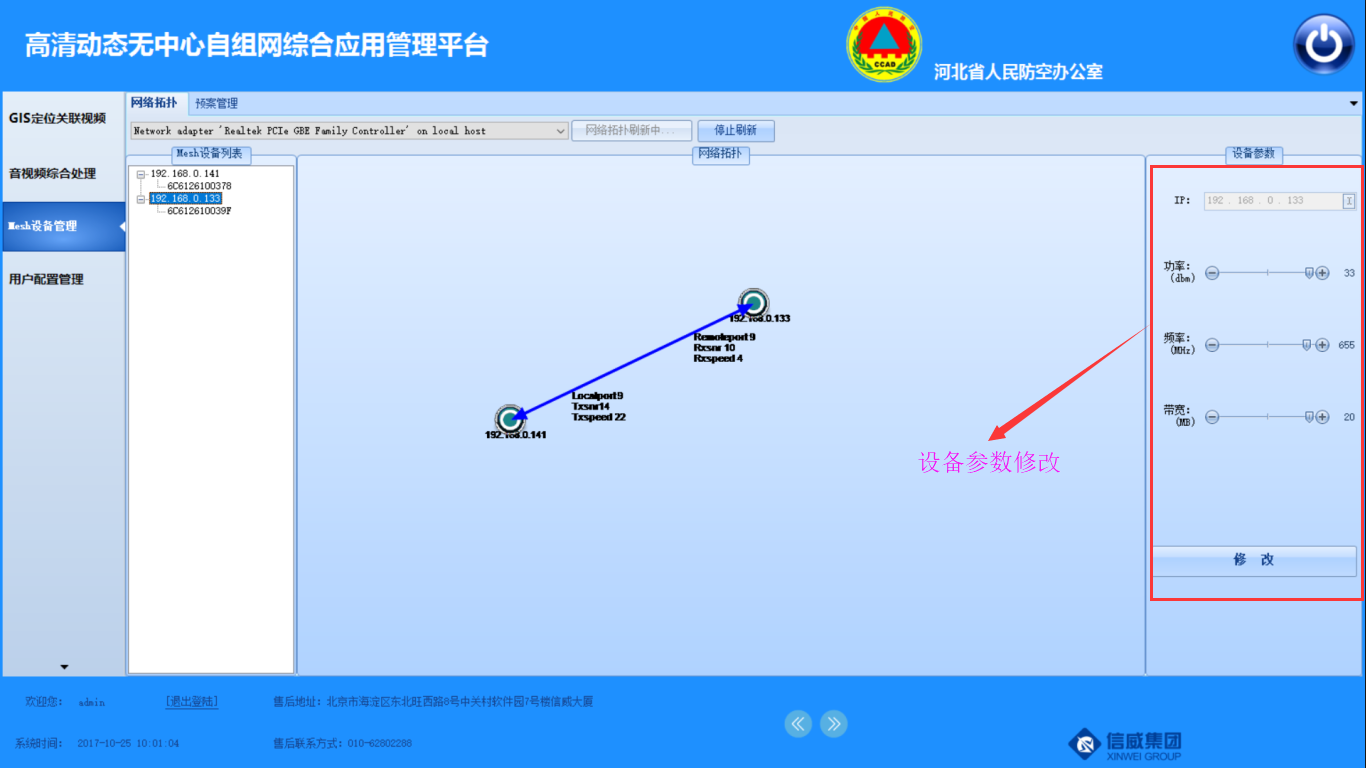 高清动态无中心自组网综合应用管理平台
CCAD
河北省人民防空办公室
GIS定位关联视频
音视频综合处理
Mesh设备管理
用户配置管理
网络拓扑 预案管理
Network adapter 'Realtek PCIe GBE Family Controller' on local host
网络拓扑刷新中...
停止刷新
Mesh设备列表
网络拓扑
设备参数
192.168.0.141
6C6126100378
192.168.0.133
6C612610039F
192.168.0.133
Remoteport 9
Rxsnr 10
Rxspeed 4
Localport9
Txsnr14
Txspeed 22
192.168.0.141
IP: 192 . 168 . 0 . 133 X
功率: 33
(dbm)
频率: 655
(MHz)
带宽: 20
(MB)
设备参数修改
修 改
欢迎您: admin [退出登陆] 售后地址: 北京市海淀区东北旺西路8号中关村软件园7号楼信威大厦
系统时间: 2017-10-25 10:01:04 售后联系方式: 010-62802288
信威集团
XINWEI GROUP